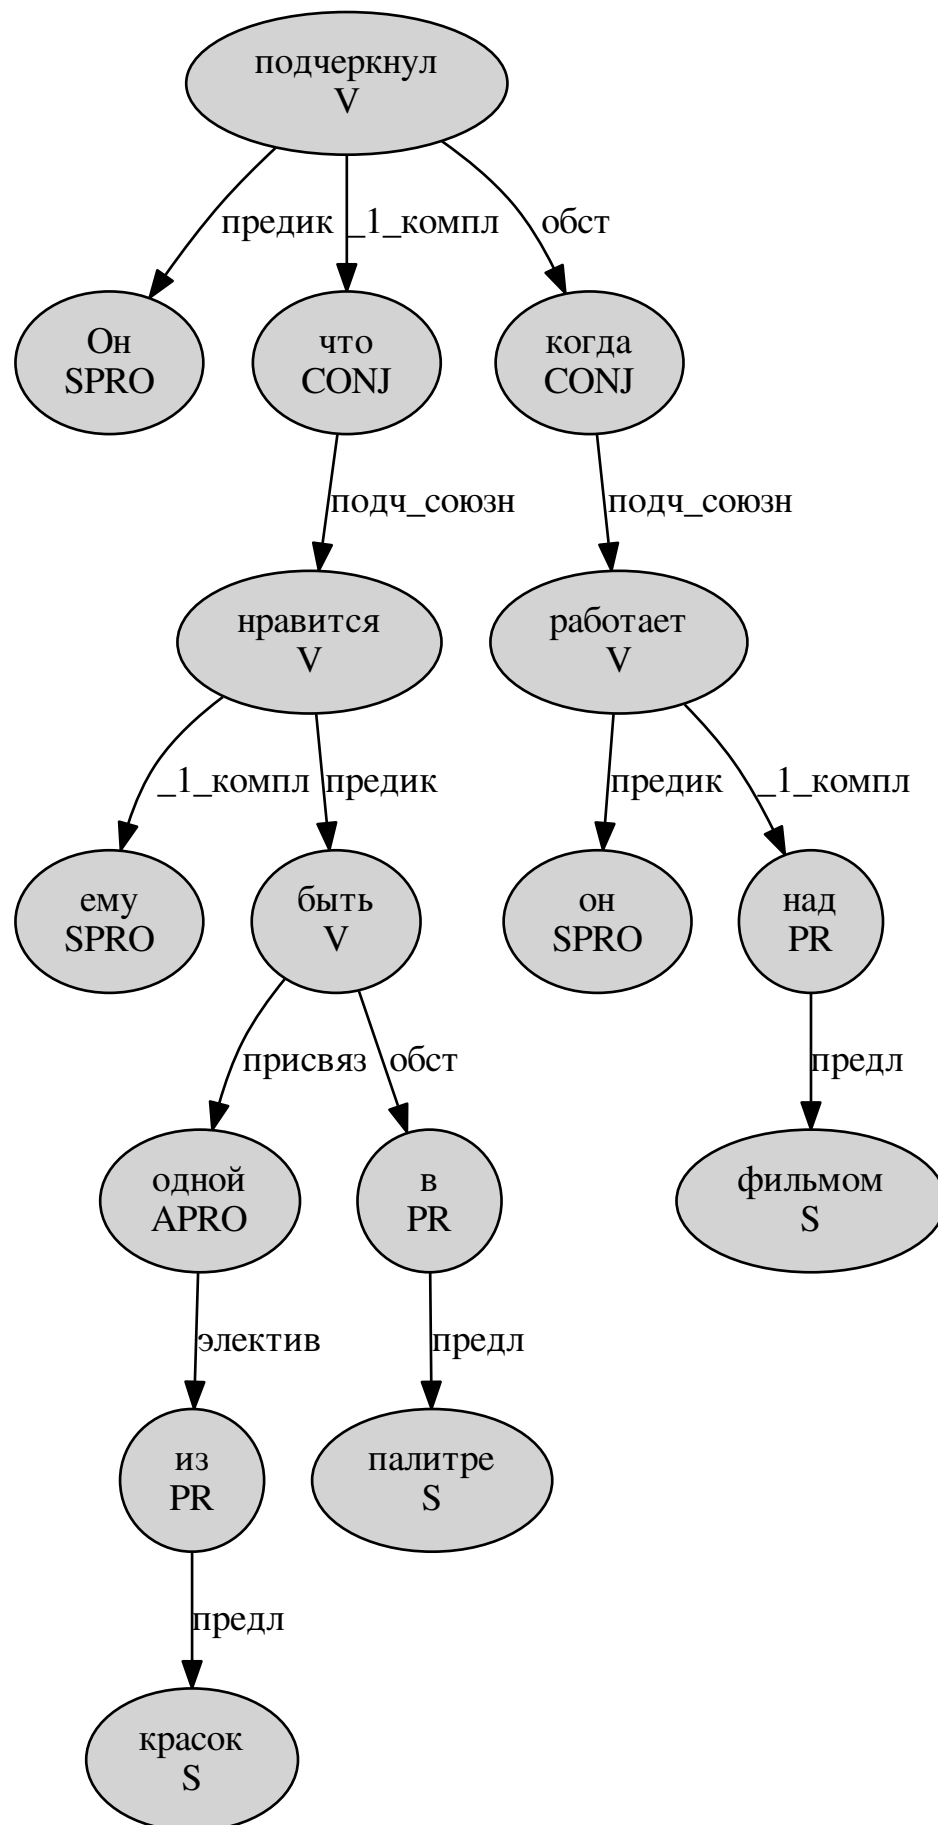 подчеркнул
V
предик
_1_компл
обст
Он
SPRO
что
CONJ
когда
CONJ
подч_союзн
подч_союзн
нравится
V
работает
V
_1_компл
предик
предик
_1_компл
ему
SPRO
быть
V
он
SPRO
над
PR
присвяз
обст
предл
одной
APRO
в
PR
фильмом
S
электив
предл
из
PR
палитре
S
предл
красок
S